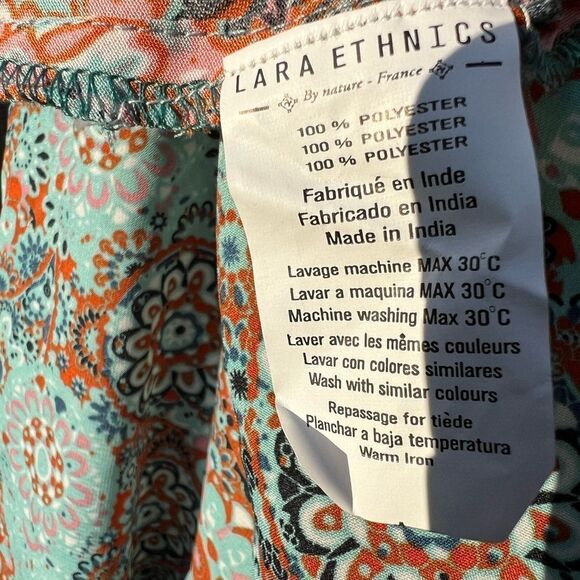 LARA ETHNICS
By nature - France
100 % POLYESTER
100 % POLYESTER
100 % POLYESTER
Fabriqué en Inde
Fabricado en India
Made in India
Lavage machine MAX 30°C
Lavar a maquina MAX 30°C
Machine washing Max 30°C
Laver avec les mêmes couleurs
Lavar con colores similares
Wash with similar colours
Repassage fer tiède
Planchar a baja temperatura
Warm Iron